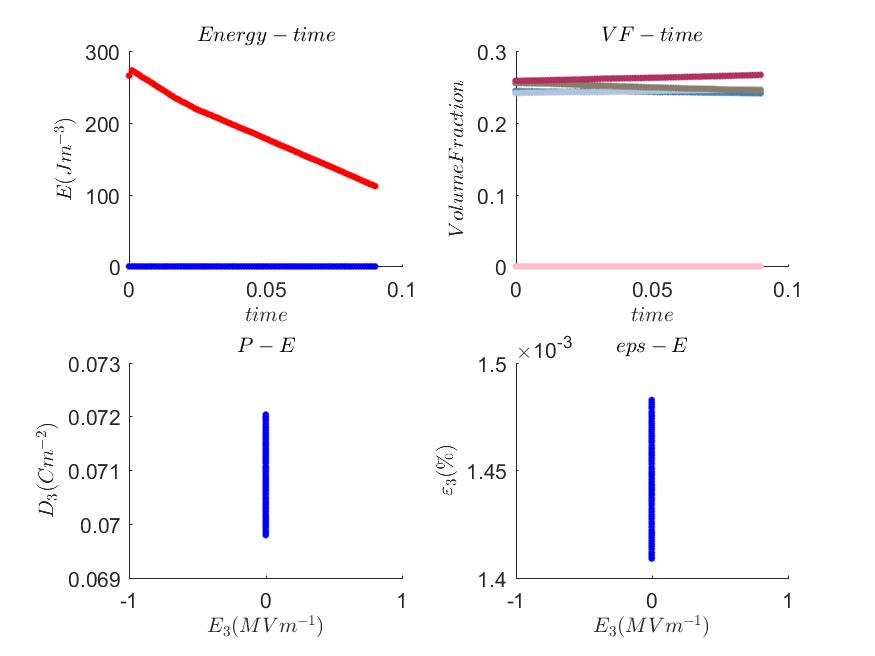 Energy − time
300
200
100
0
0
0.05
0.1
E(Jm−3)
time
VF − time
0.3
0.2
0.1
0
0
0.05
0.1
VolumeFraction
time
P − E
0.073
0.072
0.071
0.07
0.069
-1
0
1
D3(Cm−2)
E3(MVm−1)
×10-3
eps − E
1.5
1.45
1.4
-1
0
1
ε3(%)
E3(MVm−1)